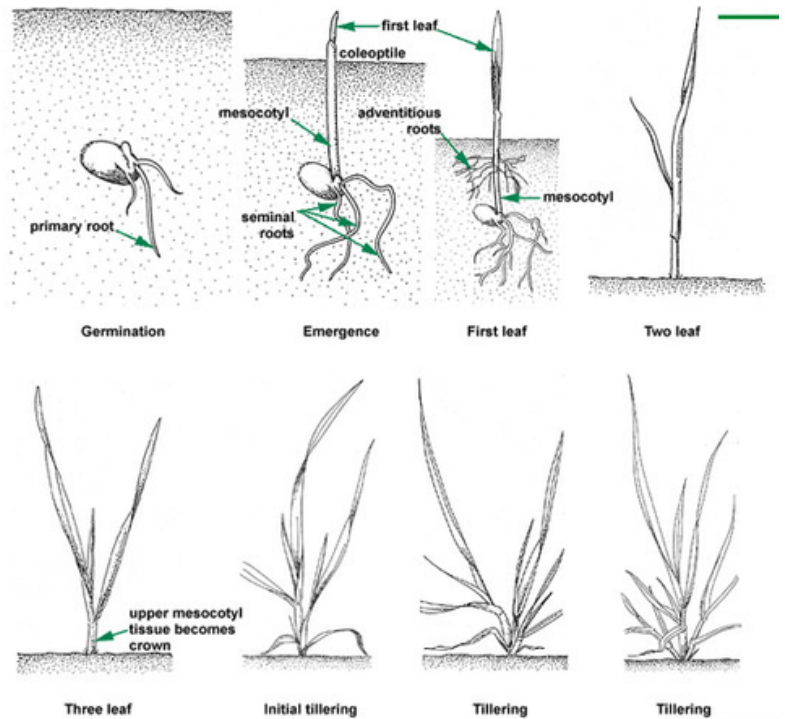 first leaf
coleoptile
mesocotyl
adventitious
roots
mesocotyl
primary root
seminal
roots
Germination
Emergence
First leaf
Two leaf
upper mesocotyl
tissue becomes
crown
Three leaf
Initial tillering
Tillering
Tillering